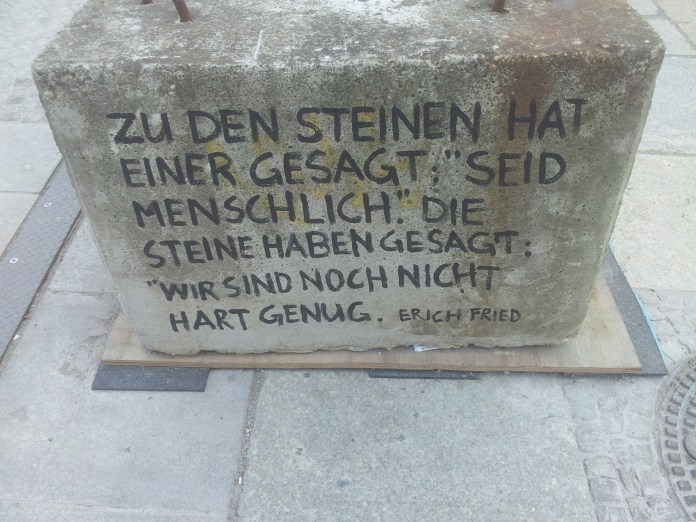 ZU DEN STEINEN HAT
EINER GESAGT: "SEID
MENSCHLICH." DIE
STEINE HABEN GESAGT:
"WIR SIND NOCH NICHT
HART GENUG. ERICH FRIED